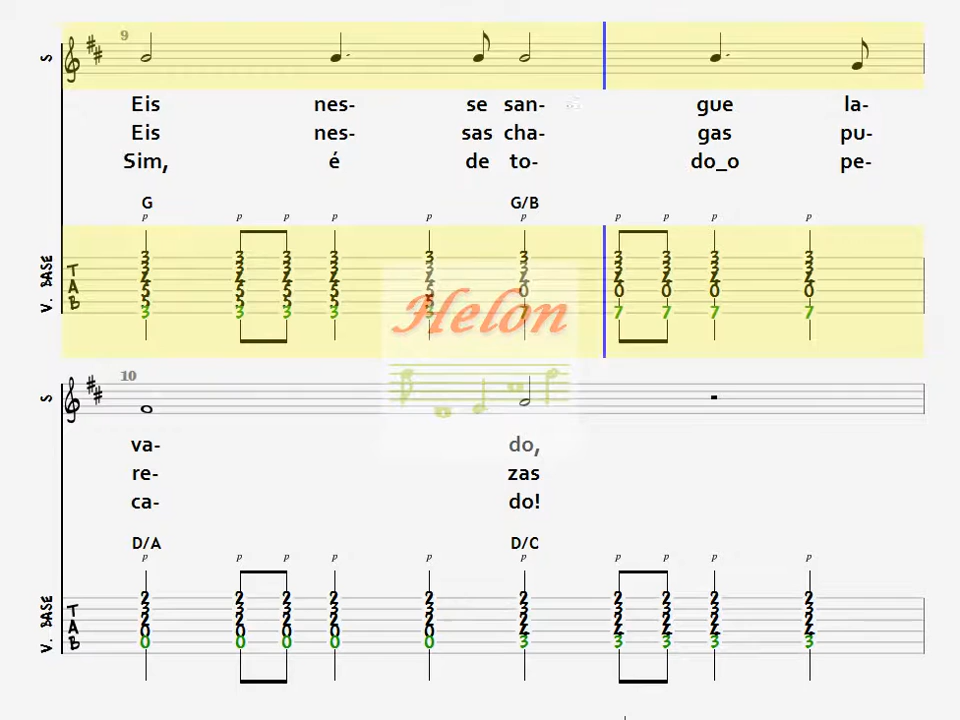 9
S
Eis nes- se san- gue la-
Eis nes- sas cha- gas pu-
Sim, é de to- do_o pe-
G G/B
p p p p p p p p p p
V. BASE
T
A
B
Helon
10
S
va- do,
re- zas
ca- do!
D/A D/C
p p p p p p p p p p
V. BASE
T
A
B